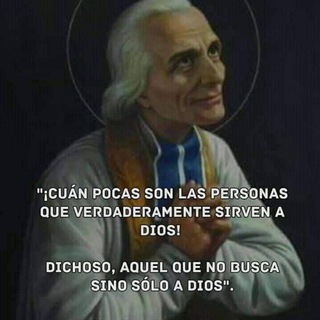 "¡CUÁN POCAS SON LAS PERSONAS
QUE VERDADERAMENTE SIRVEN A
DIOS!
DICHOSO, AQUEL QUE NO BUSCA
SINO SÓLO A DIOS".